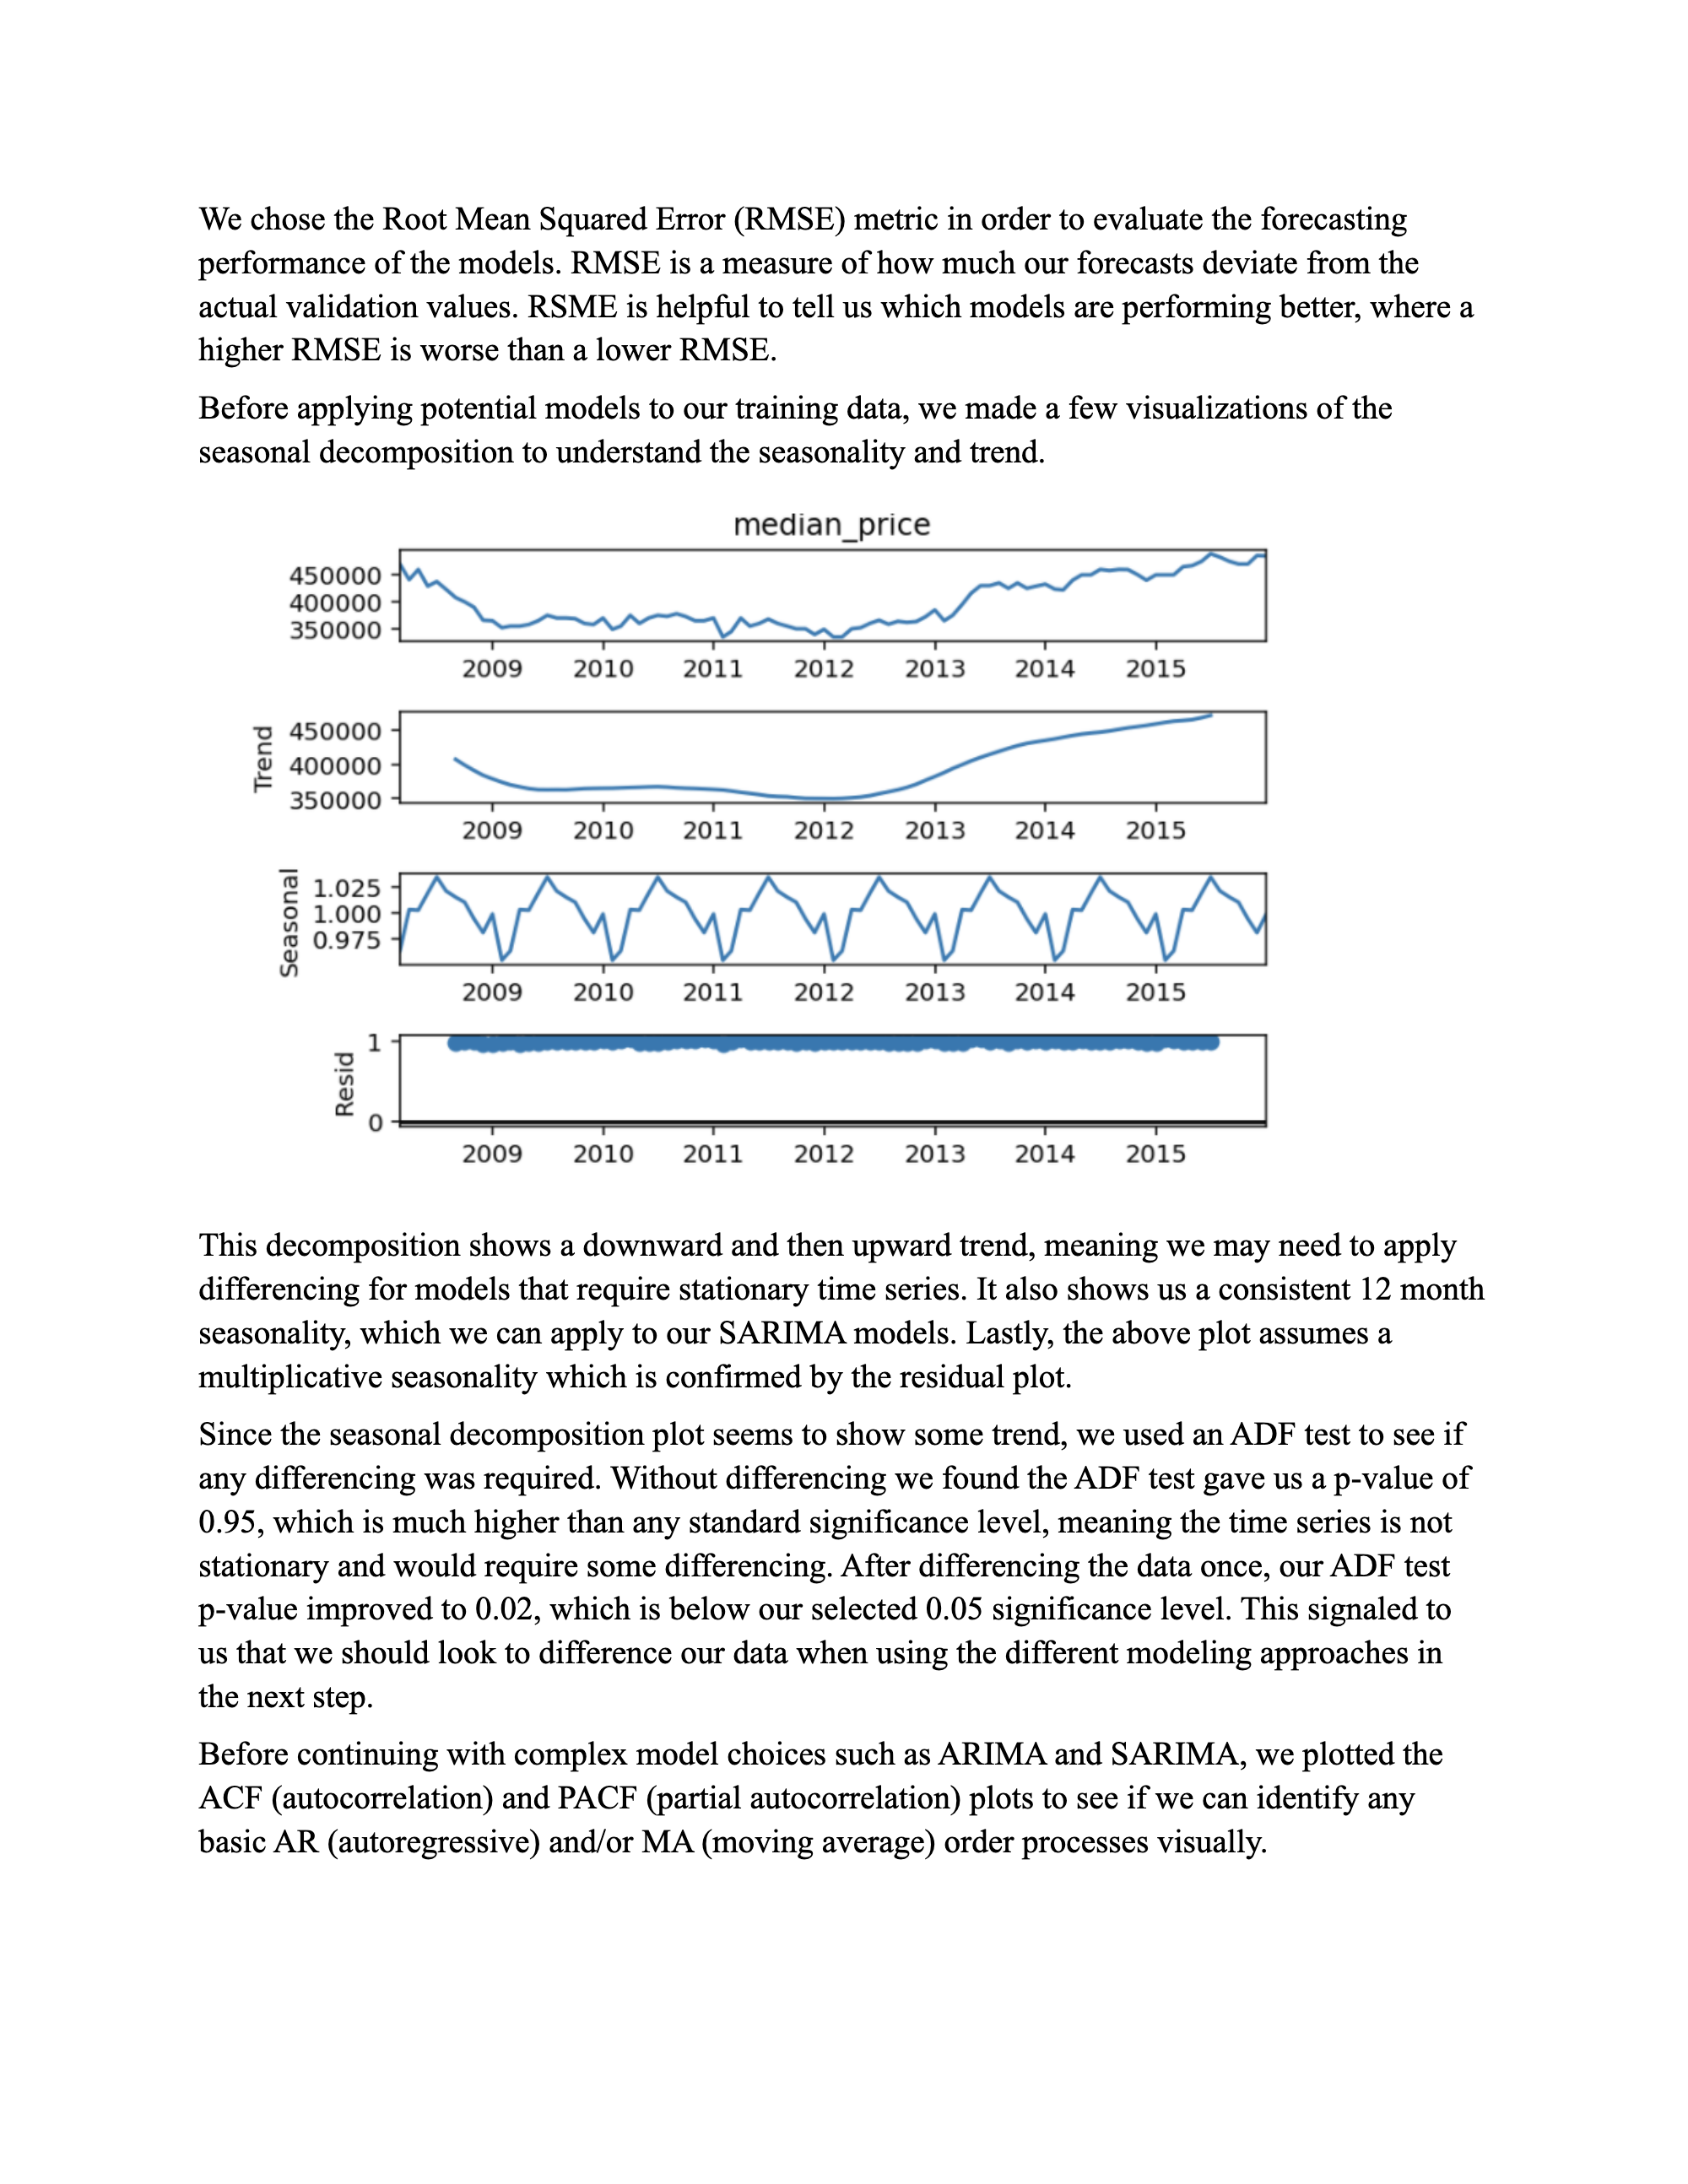 We chose the Root Mean Squared Error (RMSE) metric in order to evaluate the forecasting
performance of the models. RMSE is a measure of how much our forecasts deviate from the
actual validation values. RSME is helpful to tell us which models are performing better, where a
higher RMSE is worse than a lower RMSE.
Before applying potential models to our training data, we made a few visualizations of the
seasonal decomposition to understand the seasonality and trend.
median_price
450000
400000
350000
2009 2010 2011 2012 2013 2014 2015
Trend
450000
400000
350000
2009 2010 2011 2012 2013 2014 2015
Seasonal
1.025
1.000
0.975
2009 2010 2011 2012 2013 2014 2015
Resid
1
0
2009 2010 2011 2012 2013 2014 2015
This decomposition shows a downward and then upward trend, meaning we may need to apply
differencing for models that require stationary time series. It also shows us a consistent 12 month
seasonality, which we can apply to our SARIMA models. Lastly, the above plot assumes a
multiplicative seasonality which is confirmed by the residual plot.
Since the seasonal decomposition plot seems to show some trend, we used an ADF test to see if
any differencing was required. Without differencing we found the ADF test gave us a p-value of
0.95, which is much higher than any standard significance level, meaning the time series is not
stationary and would require some differencing. After differencing the data once, our ADF test
p-value improved to 0.02, which is below our selected 0.05 significance level. This signaled to
us that we should look to difference our data when using the different modeling approaches in
the next step.
Before continuing with complex model choices such as ARIMA and SARIMA, we plotted the
ACF (autocorrelation) and PACF (partial autocorrelation) plots to see if we can identify any
basic AR (autoregressive) and/or MA (moving average) order processes visually.